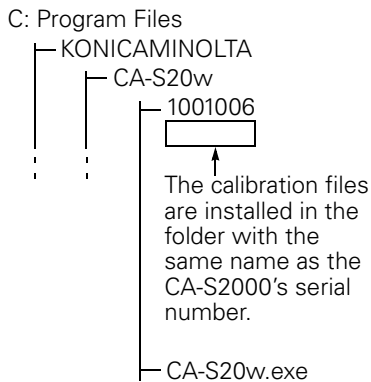 C: Program Files
KONICAMINOLTA
CA-S20w
1001006
The calibration files
are installed in the
folder with the
same name as the
CA-S2000's serial
number.
CA-S20w.exe